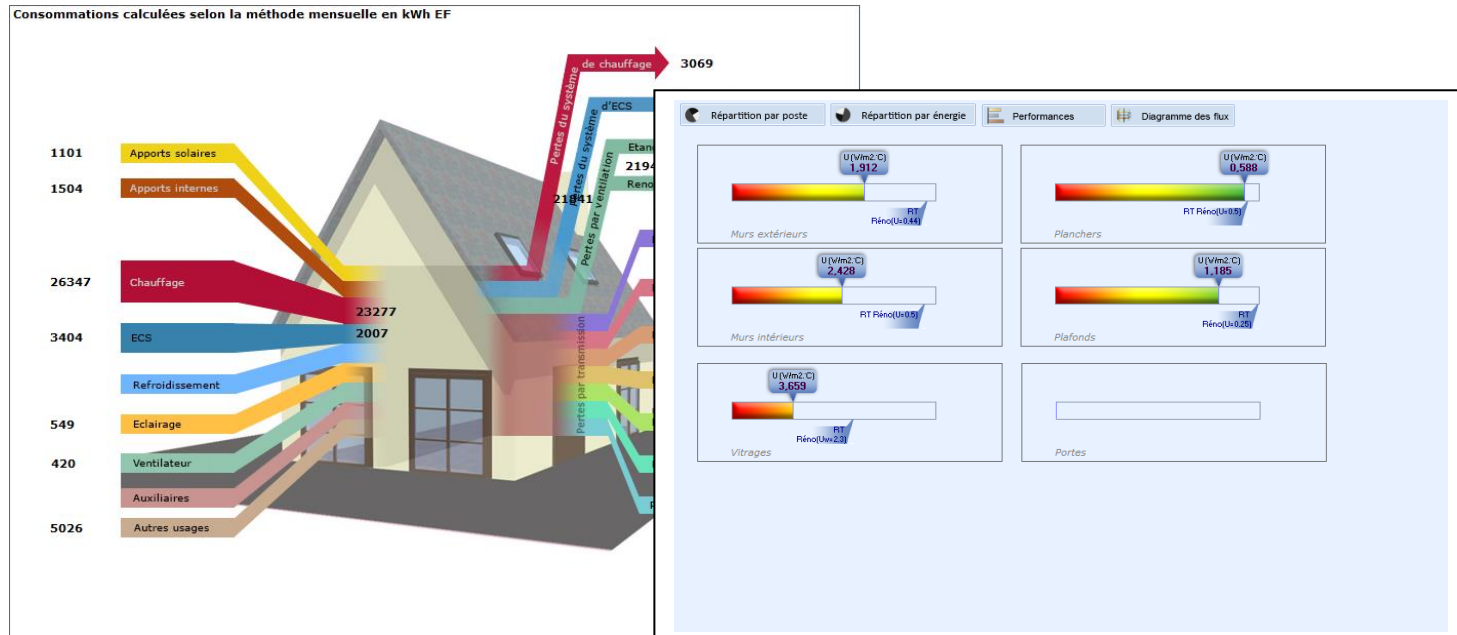 Consommations calculées selon la méthode mensuelle en kWh EF
de chauffage
3069
Pertes du système
d'ECS
Pertes du système
Etan
2194
Reno
Pertes par ventilation
21841
1101
Apports solaires
1504
Apports internes
26347
Chauffage
23277
3404
ECS
2007
Refroidissement
549
Eclairage
420
Ventilateur
Auxiliaires
5026
Autres usages
Pertes par transmission
Répartition par poste
Répartition par énergie
Performances
Diagramme des flux
U (W/m2.°C)
1,912
RT
Réno(U=0.44)
Murs extérieurs
U (W/m2.°C)
0,588
RT Réno(U=0.5)
Planchers
U (W/m2.°C)
2,428
RT Réno(U=0.5)
Murs intérieurs
U (W/m2.°C)
1,185
RT
Réno(U=0.25)
Plafonds
U (W/m2.°C)
3,659
RT
Réno(Uw=2.3)
Vitrages
Portes